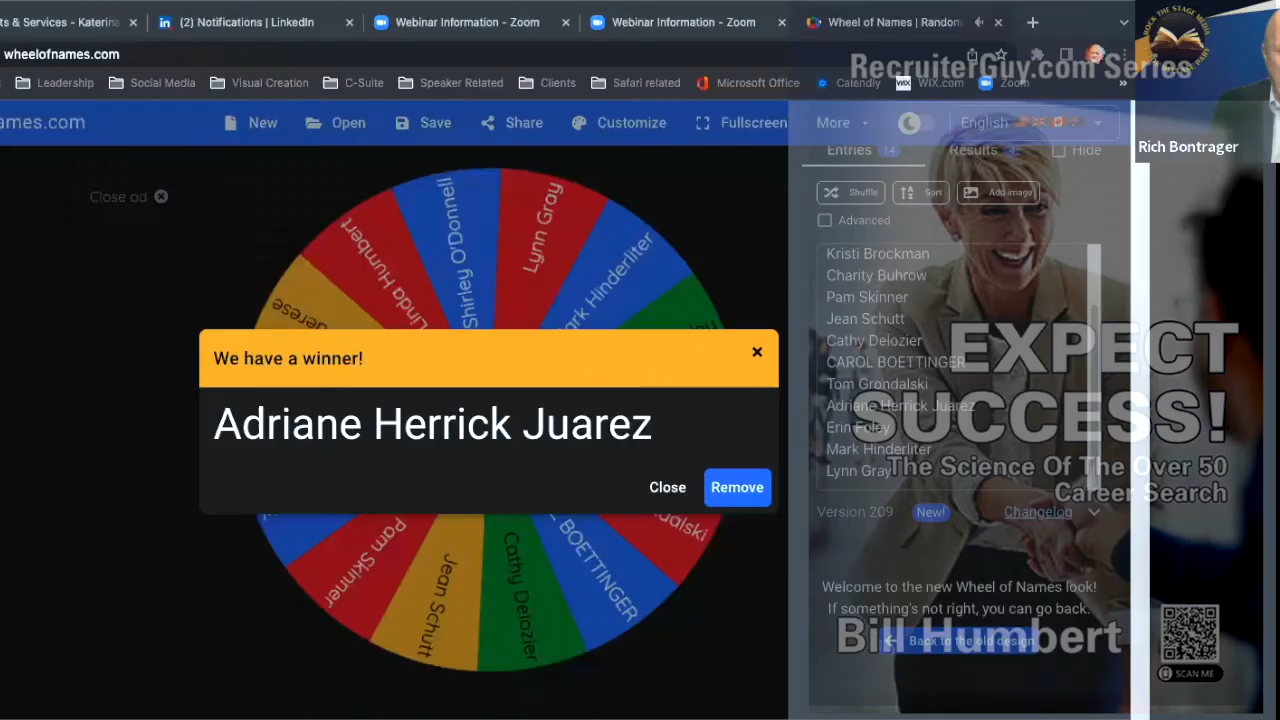 ts & Services - Katerina
(2) Notifications | LinkedIn
Webinar Information - Zoom
Webinar Information - Zoom
Wheel of Names | Random
wheelofnames.com
Leadership
Social Media
Visual Creation
C-Suite
Speaker Related
Clients
Safari related
Microsoft Office
Calendly
WIX.com
Zoom
RecruiterGuy.com Series
ROCK THE STAGE MEDIA
Rich Bontrager
ames.com
New
Open
Save
Share
Customize
Fullscreen
More
English
Close ad
Entries 14
Results
Hide
Shuffle
Sort
Add image
Advanced
Kristi Brockman
Charity Buhrow
Pam Skinner
Jean Schutt
Cathy Delozier
CAROL BOETTINGER
Tom Grondalski
Adriane Herrick Juarez
Erin Foley
Mark Hinderliter
Lynn Gray
Version 209
New!
Changelog
Welcome to the new Wheel of Names look!
If something's not right, you can go back.
Back to the old design
EXPECT
SUCCESS!
The Science Of The Over 50
Career Search
Bill Humbert
SCAN ME
Jerese
Linda Humbert
Shirley O'Donnell
Lynn Gray
ark Hinderliter
We have a winner!
Adriane Herrick Juarez
Close
Remove
Pam Skinner
Jean Schutt
Cathy Delozier
L BOETTINGER
ndalski